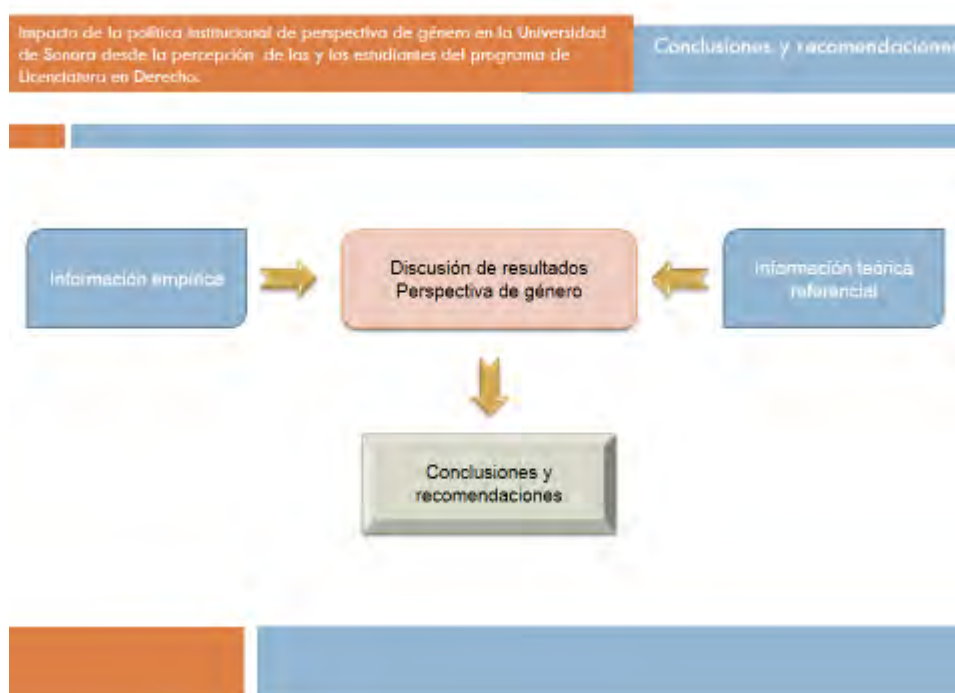 Impacto de la política institucional de perspectiva de género en la Universidad
de Sonora desde la percepción de las y los estudiantes del programa de
Licenciatura en Derecho.
Conclusiones y recomendaciones
Información empírica
Discusión de resultados
Perspectiva de género
Información teórica
referencial
Conclusiones y
recomendaciones